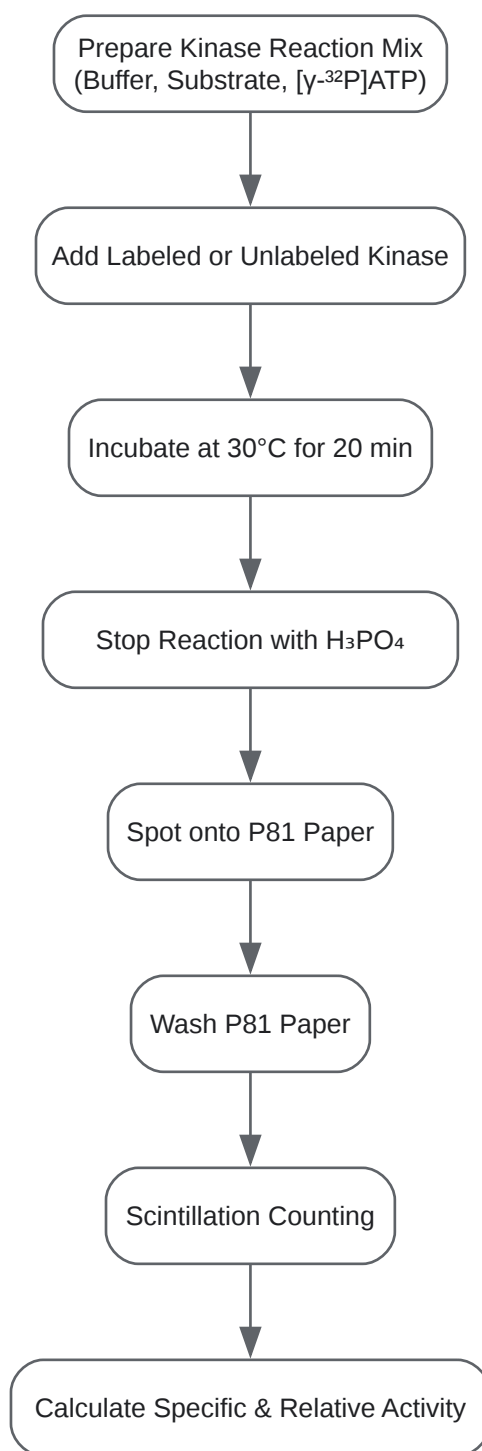 Prepare Kinase Reaction Mix
(Buffer, Substrate, [γ-³²P]ATP)
Add Labeled or Unlabeled Kinase
Incubate at 30°C for 20 min
Stop Reaction with H₃PO₄
Spot onto P81 Paper
Wash P81 Paper
Scintillation Counting
Calculate Specific & Relative Activity